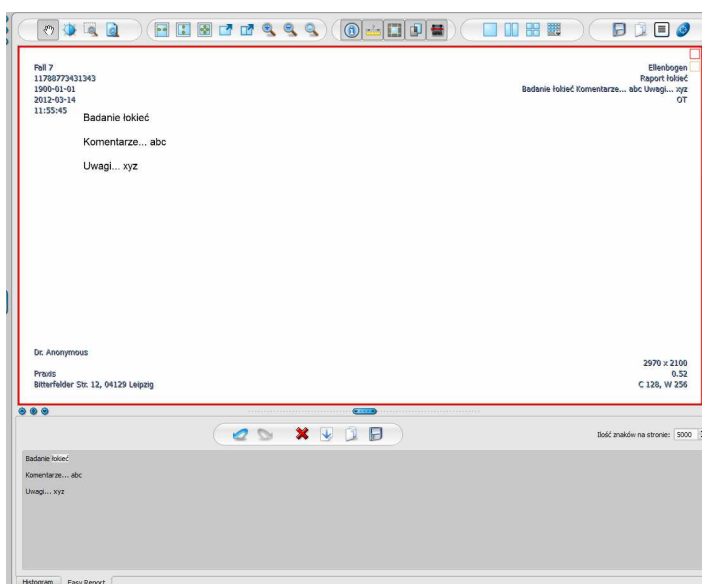 Fall 7
11788773431343
1900-01-01
2012-03-14
11:55:45
Ellenbogen
Raport łokieć
Badanie łokieć Komentarze... abc Uwagi... xyz
OT
Badanie łokieć
Komentarze... abc
Uwagi... xyz
Dr. Anonymous
Praxis
Bitterfelder Str. 12, 04129 Leipzig
2970 x 2100
0.52
C 128, W 256
Ilość znaków na stronie: 5000
Badanie łokieć
Komentarze... abc
Uwagi... xyz
Histogram Easy Report